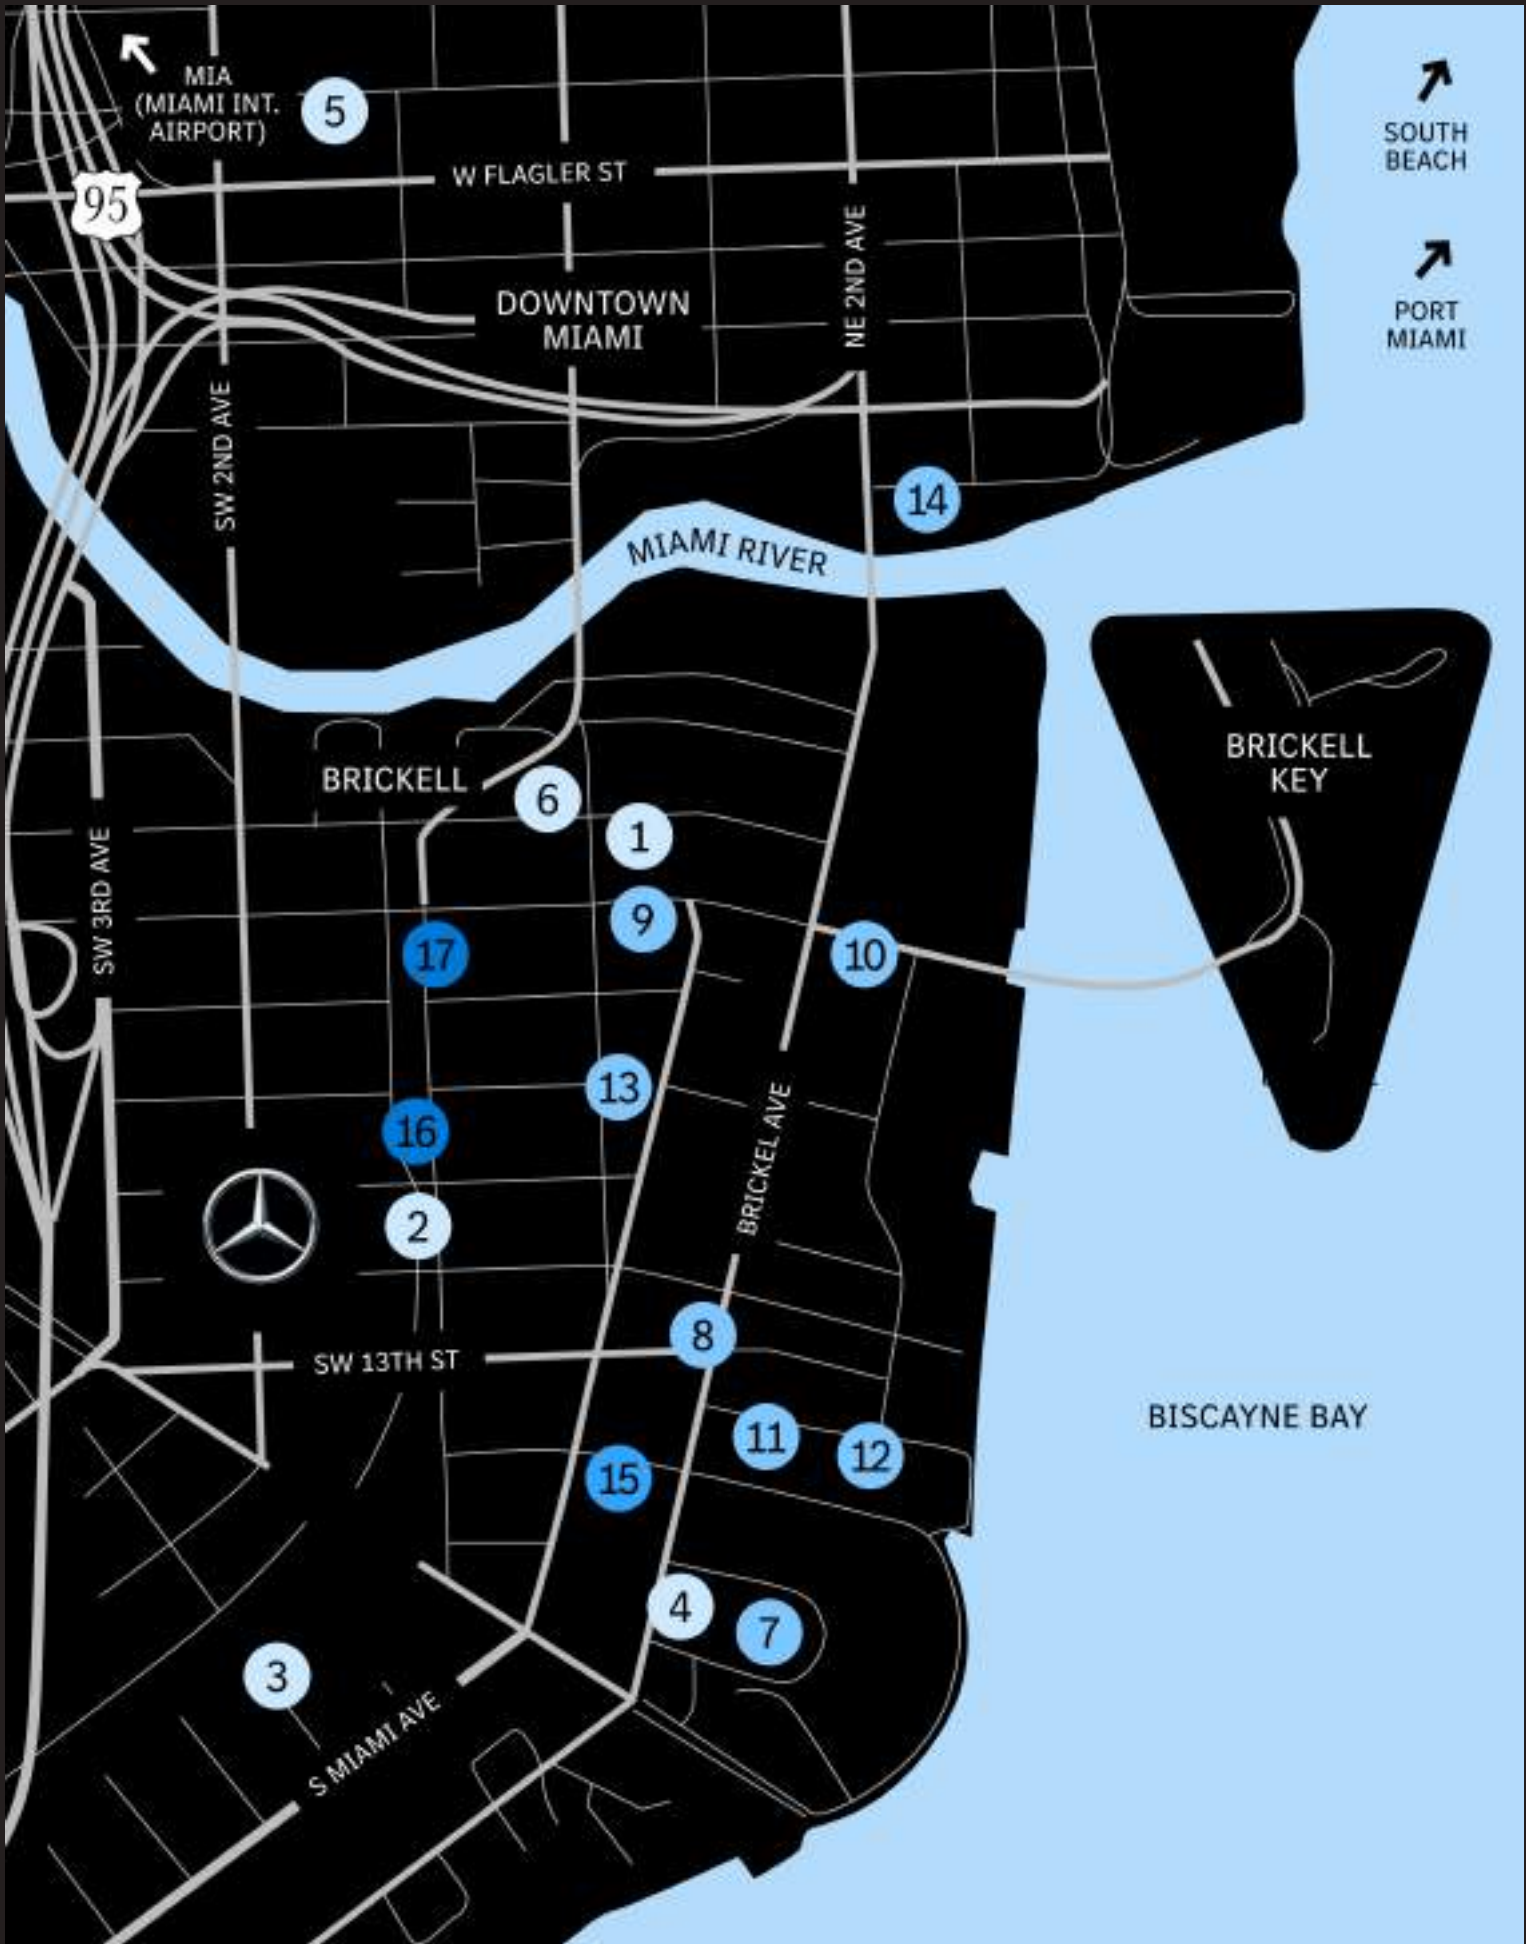 MIA
(MIAMI INT.
AIRPORT)
5
SOUTH
BEACH
W FLAGLER ST
95
NE 2ND AVE
PORT
MIAMI
DOWNTOWN
MIAMI
SW 2ND AVE
14
MIAMI RIVER
BRICKELL
KEY
BRICKELL
6
1
SW 3RD AVE
9
17
10
13
16
BRICKEL AVE
2
8
SW 13TH ST
BISCAYNE BAY
11
12
15
4
7
3
S MIAMI AVE